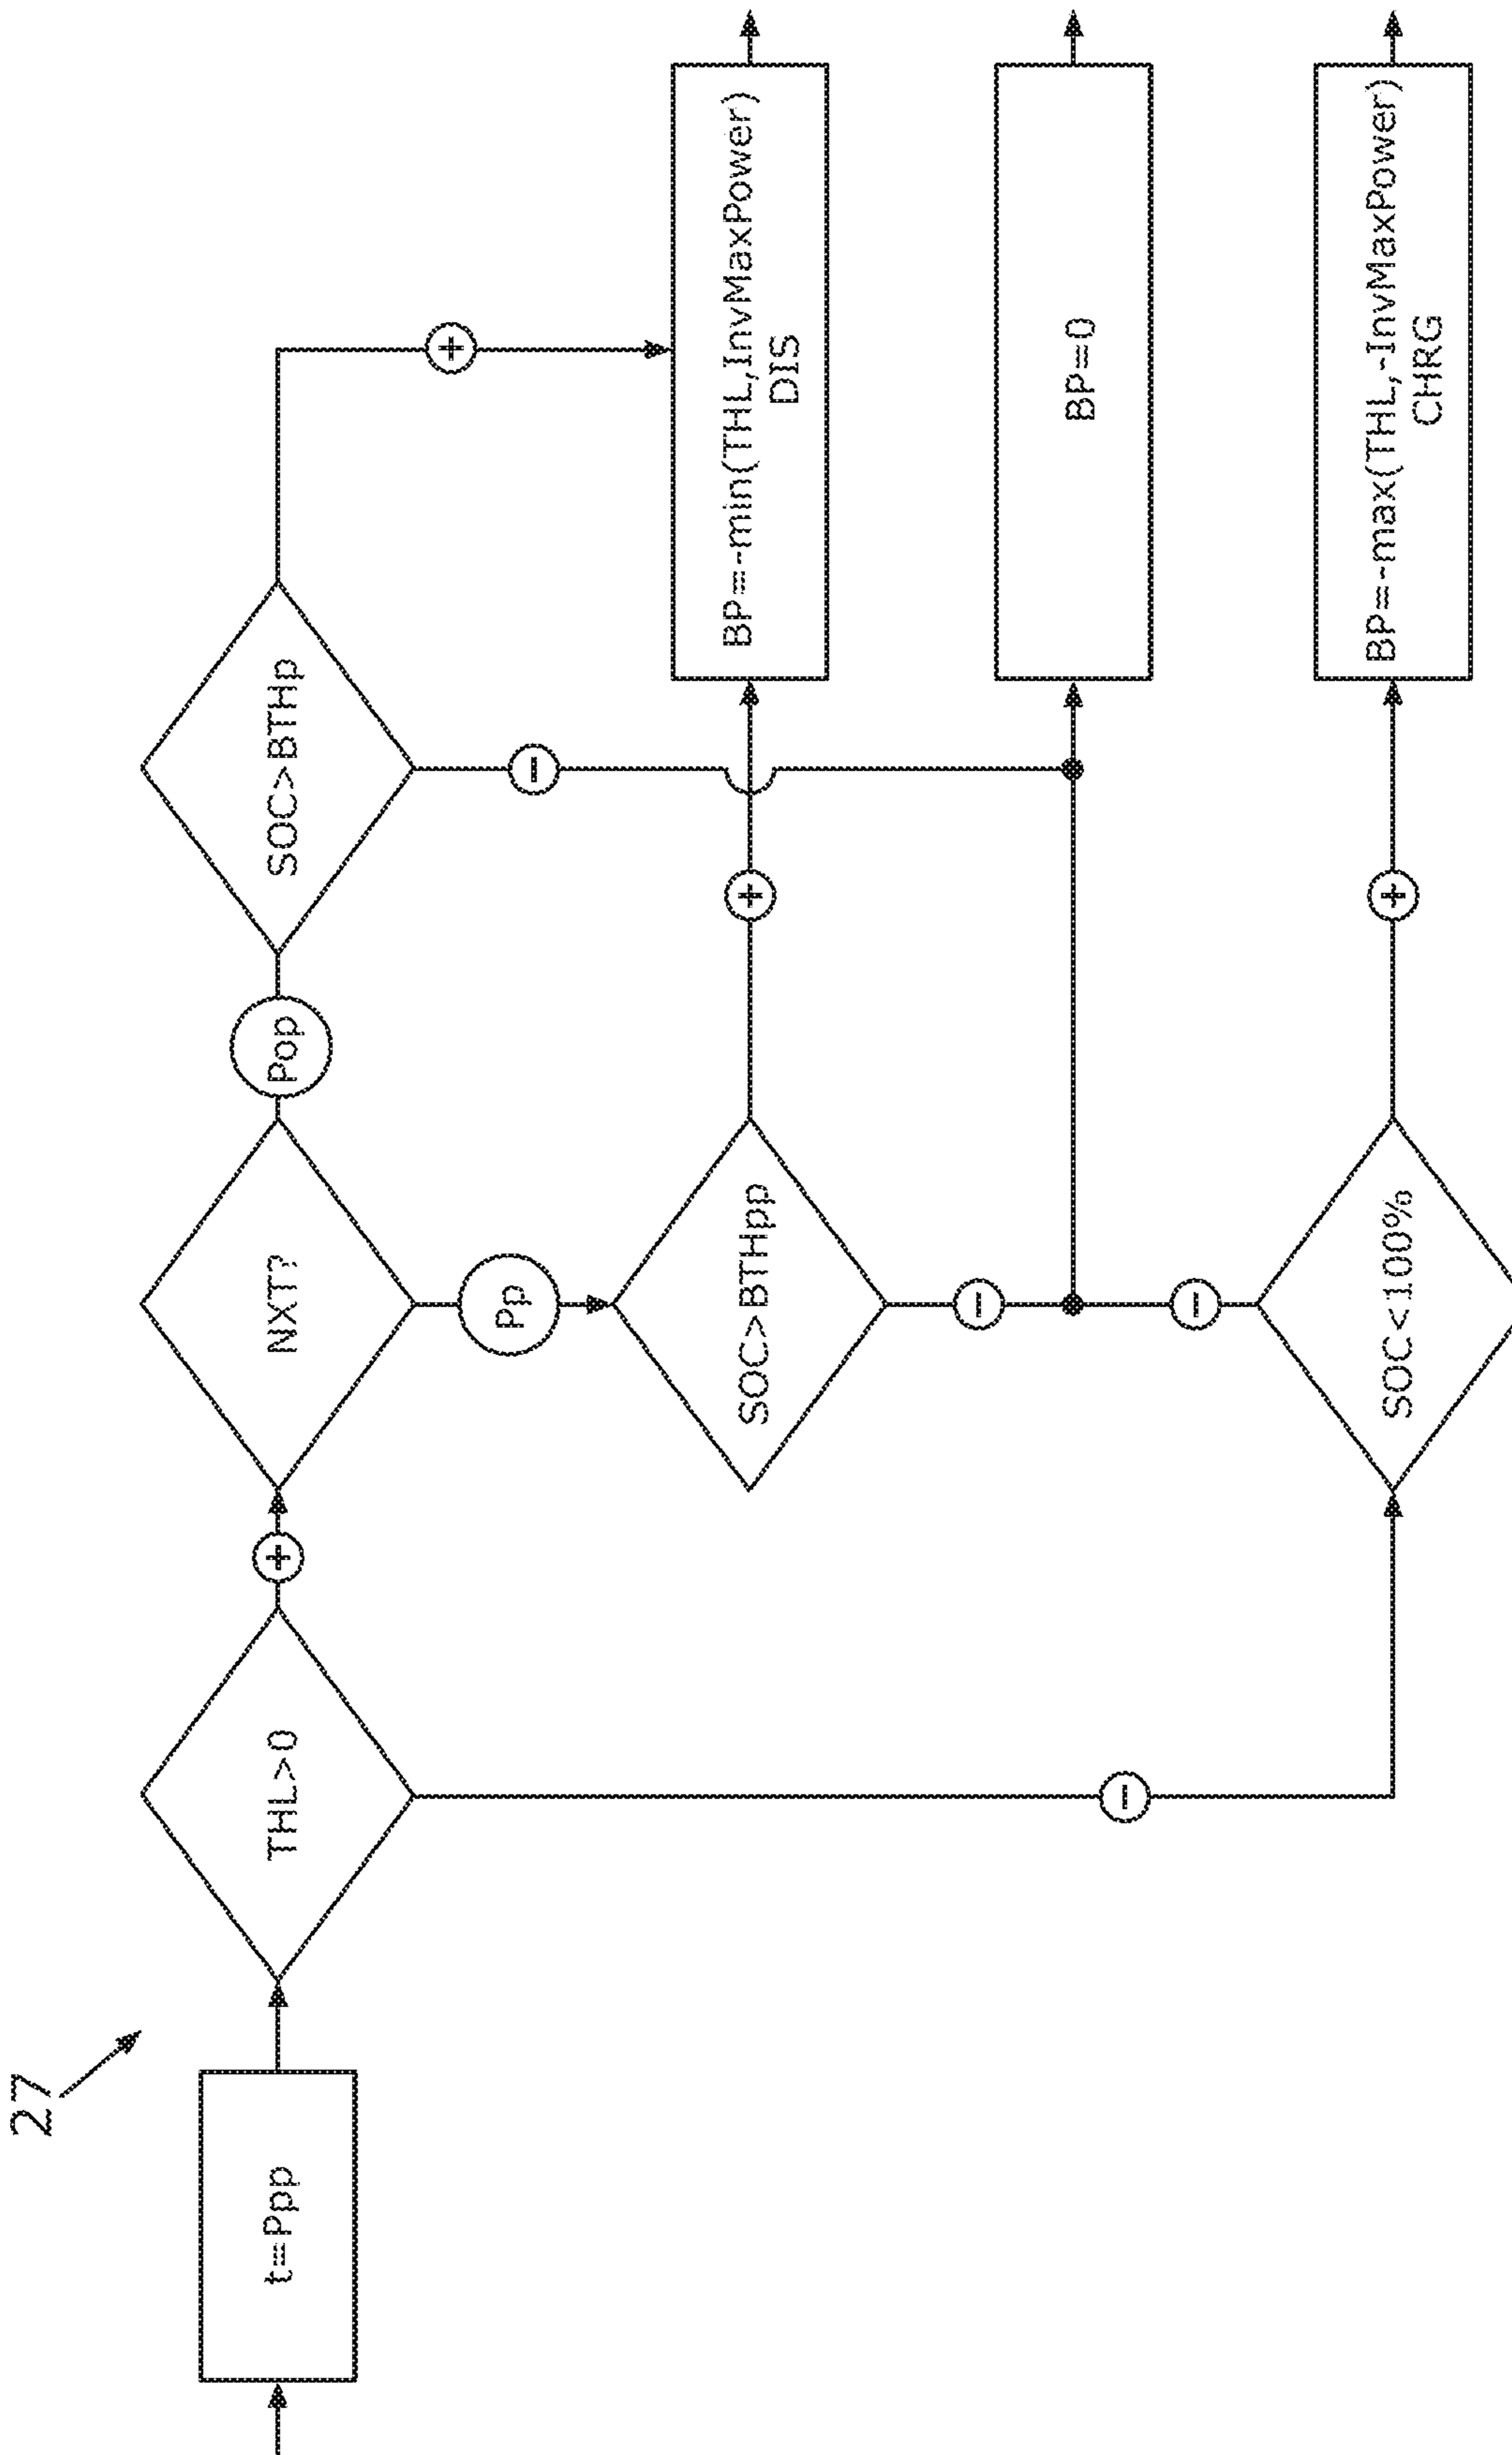 27
t=Ppp
THL>0
+
NXT?
Pop
SOC>BTHp
+
-
Pp
SOC>BTHpp
+
BP=-min(THL,InvMaxPower)
DIS
-
BP=0
-
-
SOC<100%
+
BP=-max(THL,-InvMaxPower)
CHRG